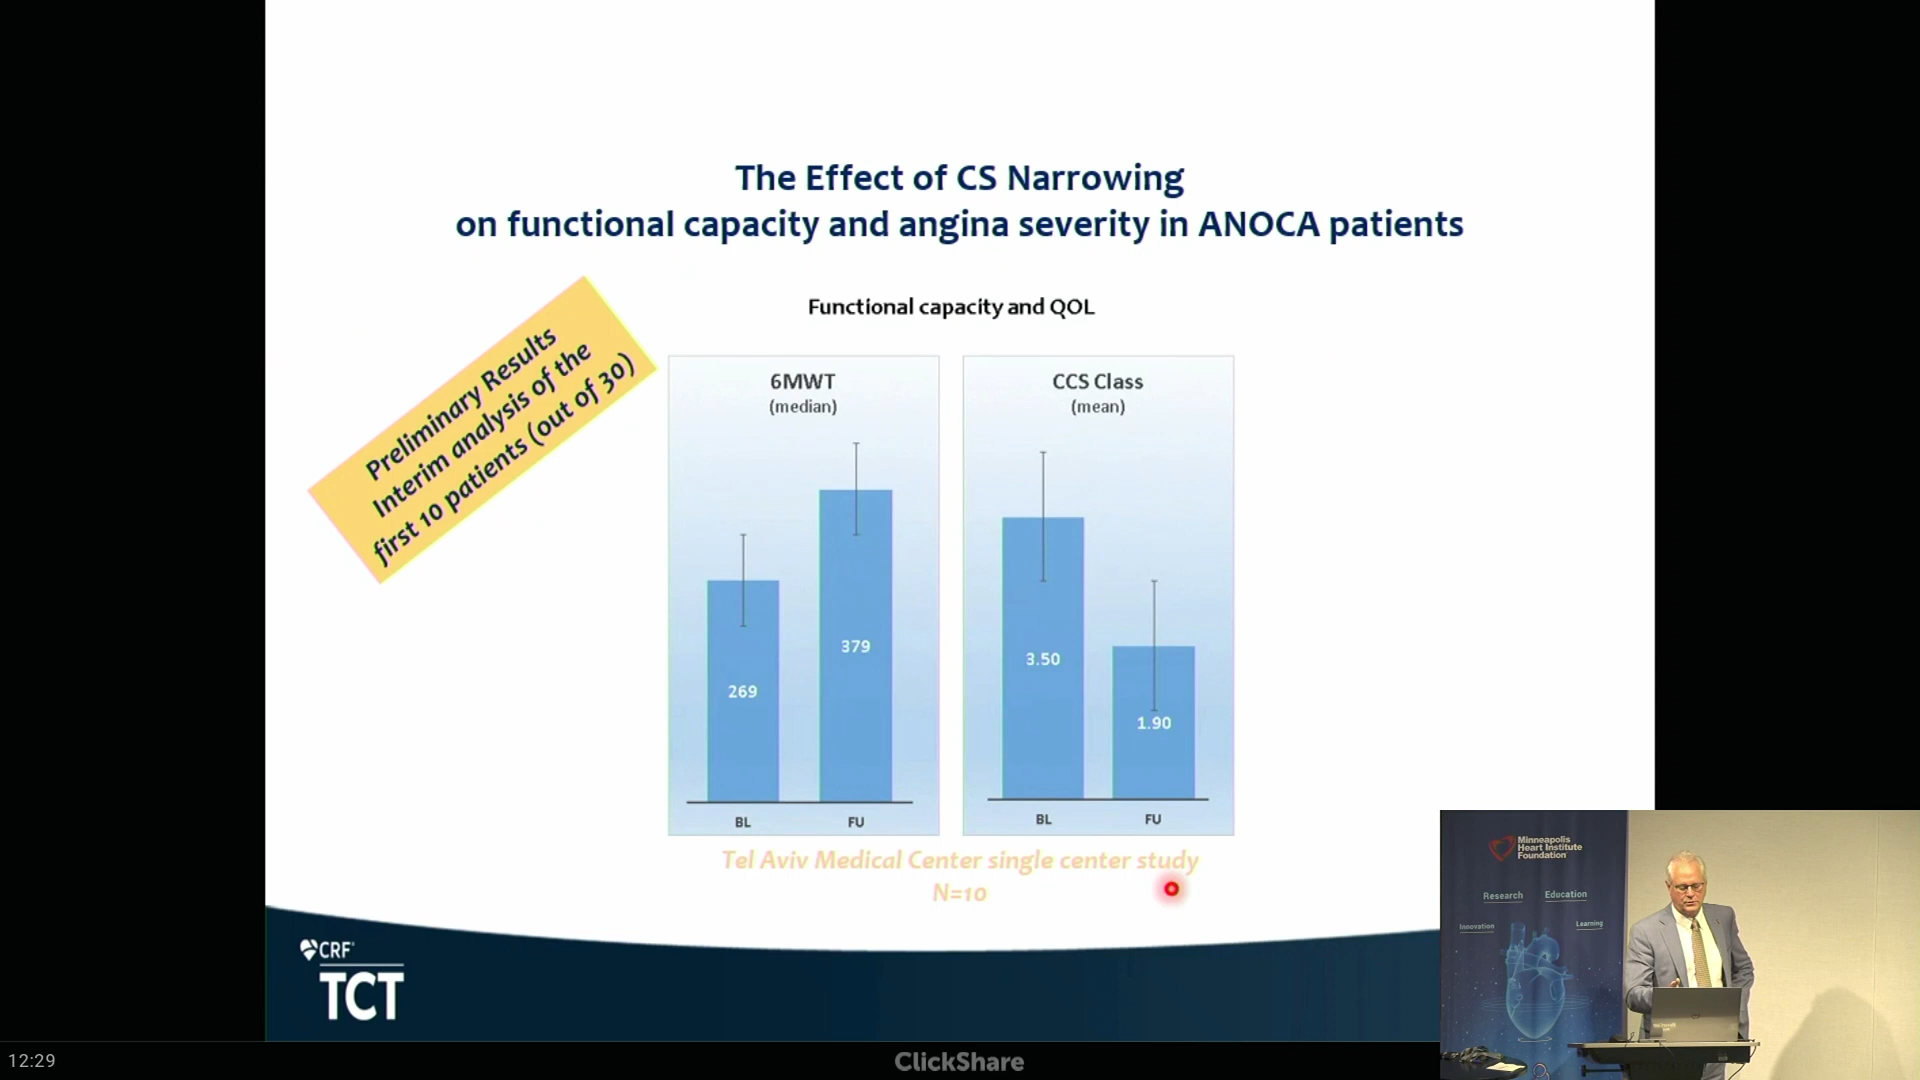 The Effect of CS Narrowing
on functional capacity and angina severity in ANOCA patients
Preliminary Results
Interim analysis of the
first 10 patients (out of 30)
Functional capacity and QOL
6MWT
(median)
269
379
BL
FU
CCS Class
(mean)
3.50
1.90
BL
FU
Tel Aviv Medical Center single center study
N=10
CRF
TCT
Minneapolis
Heart Institute
Foundation
Research
Education
Innovation
Learning
12:29
ClickShare